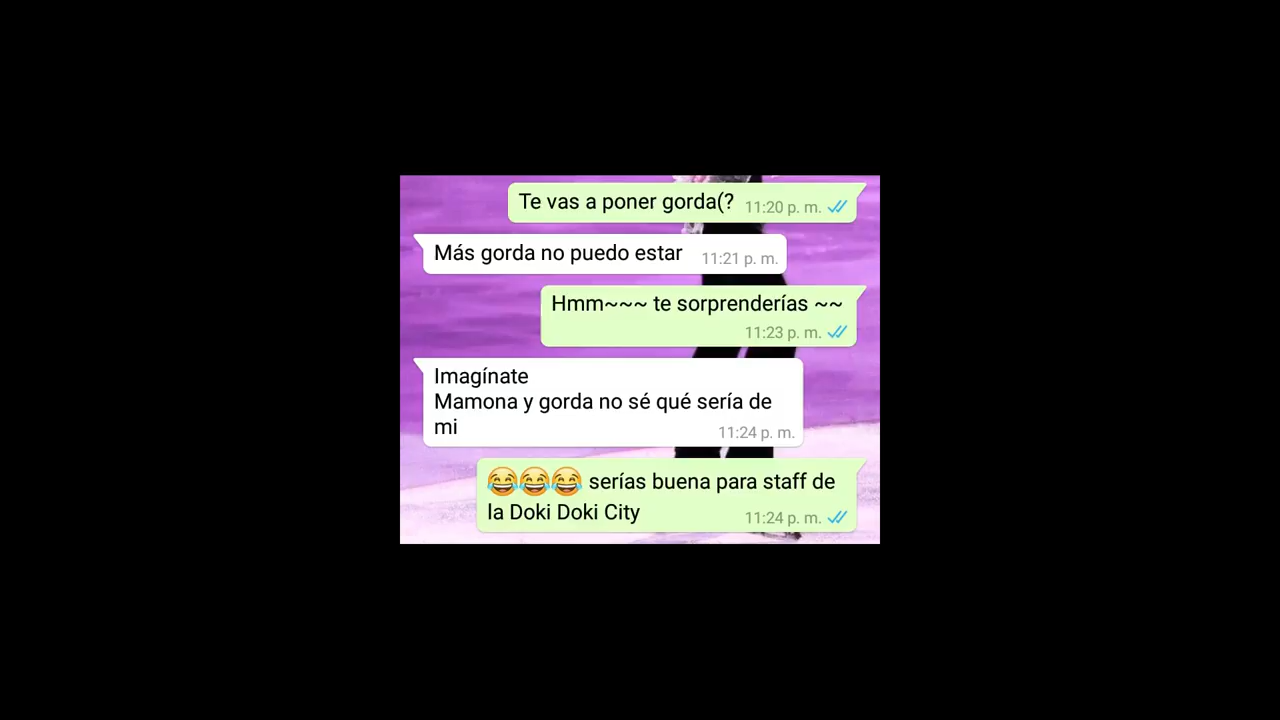 Te vas a poner gorda(? 11:20 p. m.
Más gorda no puedo estar 11:21 p. m.
Hmm~~~ te sorprenderías ~~
11:23 p. m.
Imagínate
Mamona y gorda no sé qué sería de
mi 11:24 p. m.
😂😂😂 serías buena para staff de
la Doki Doki City 11:24 p. m.